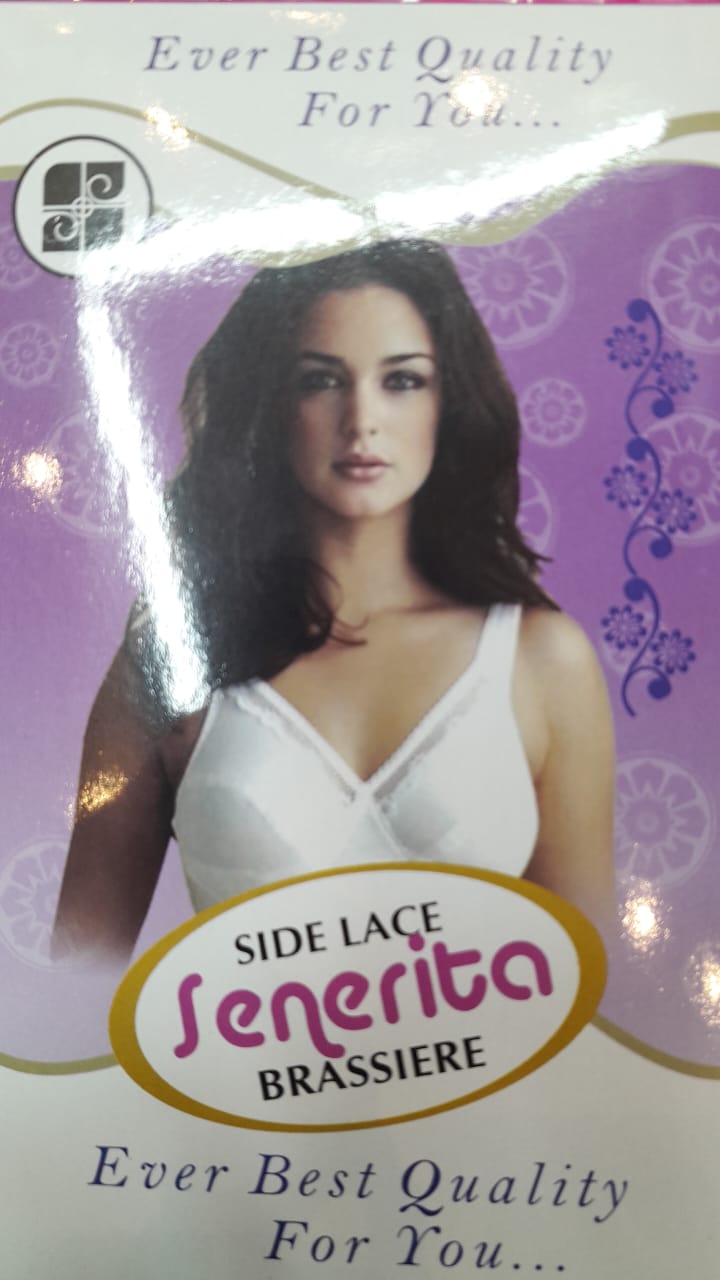 Ever Best Quality
For You...
SIDE LACE
Senerita
BRASSIERE
Ever Best Quality
For You...